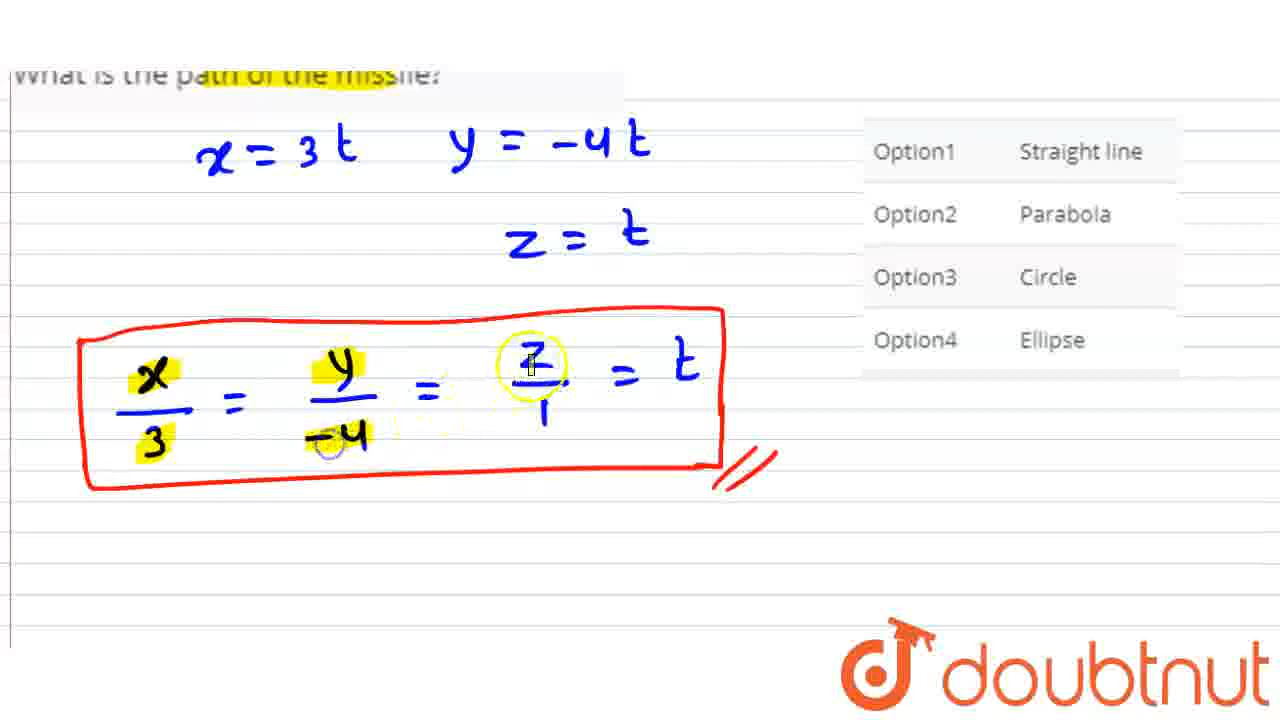 What is the path of the missile?
x = 3t y = -4t
z = t
x/3 = y/-4 = z/1 = t
Option1 Straight line
Option2 Parabola
Option3 Circle
Option4 Ellipse
doubtnut